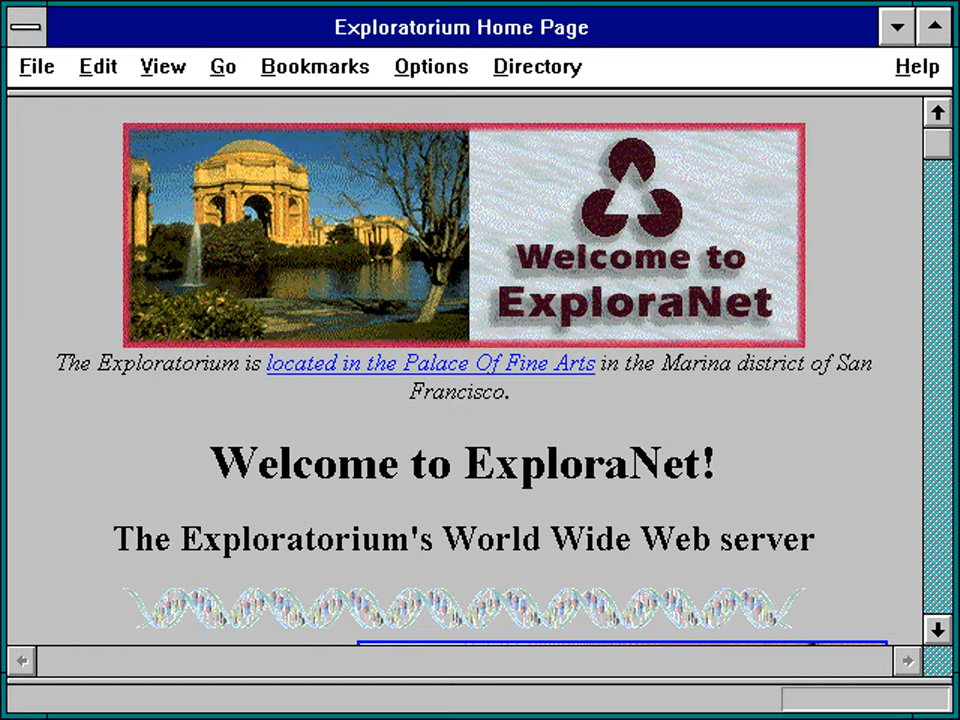 Exploratorium Home Page
File Edit View Go Bookmarks Options Directory Help
Welcome to
ExploraNet
The Exploratorium is located in the Palace Of Fine Arts in the Marina district of San
Francisco.
Welcome to ExploraNet!
The Exploratorium's World Wide Web server